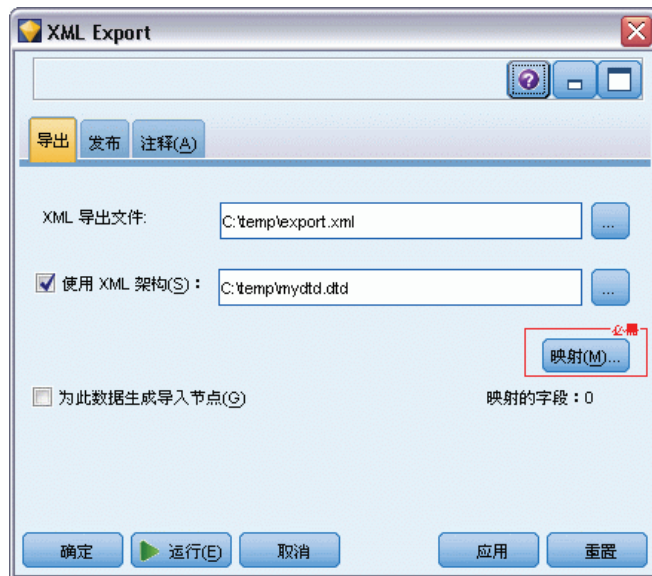 XML Export
导出 发布 注释(A)
XML 导出文件: C:\temp\export.xml ...
使用 XML 架构(S)： C:\temp\mydtd.dtd ...
必需
映射(M)...
为此数据生成导入节点(G) 映射的字段：0
确定 运行(E) 取消 应用 重置